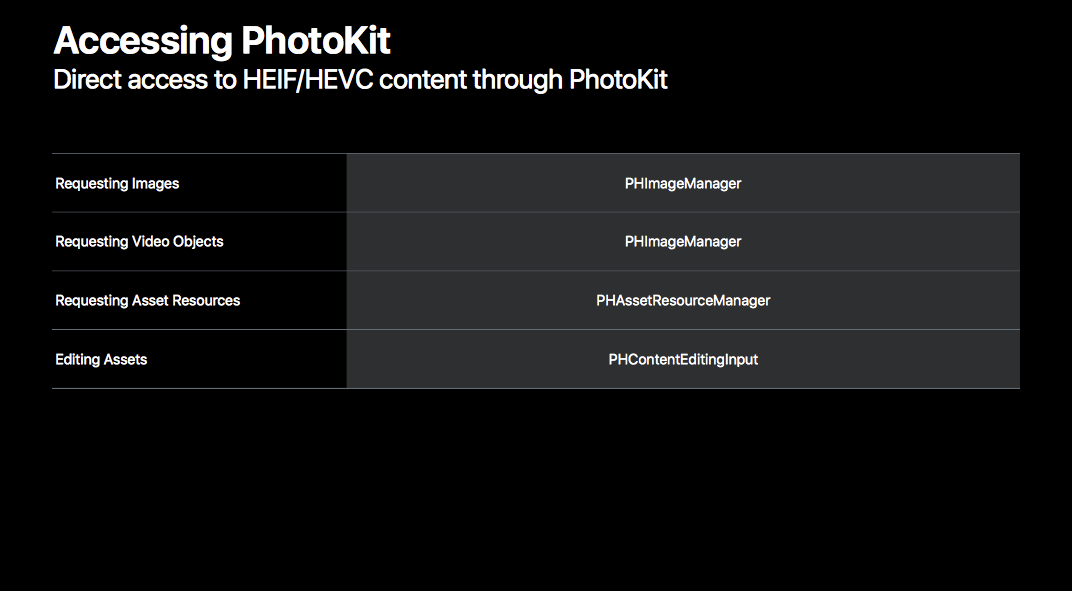 Accessing PhotoKit
Direct access to HEIF/HEVC content through PhotoKit
Requesting Images PHImageManager
Requesting Video Objects PHImageManager
Requesting Asset Resources PHAssetResourceManager
Editing Assets PHContentEditingInput